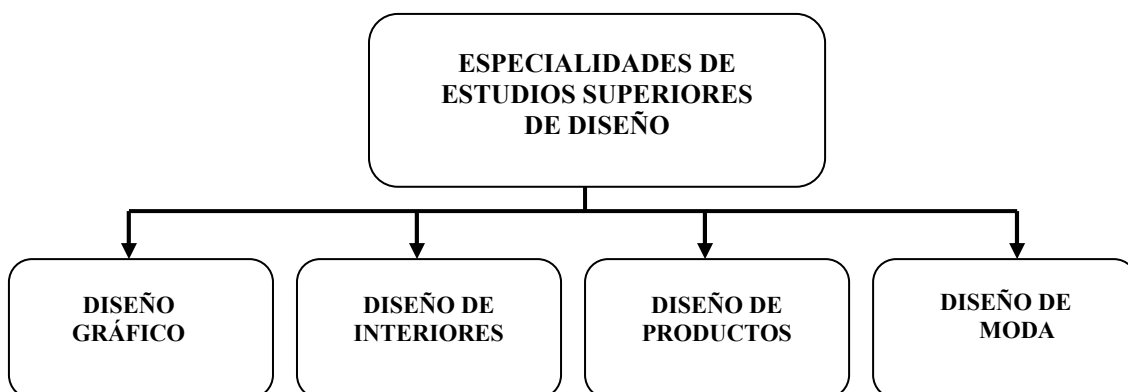 ESPECIALIDADES DE
ESTUDIOS SUPERIORES
DE DISEÑO
DISEÑO
GRÁFICO
DISEÑO DE
INTERIORES
DISEÑO DE
PRODUCTOS
DISEÑO DE
MODA